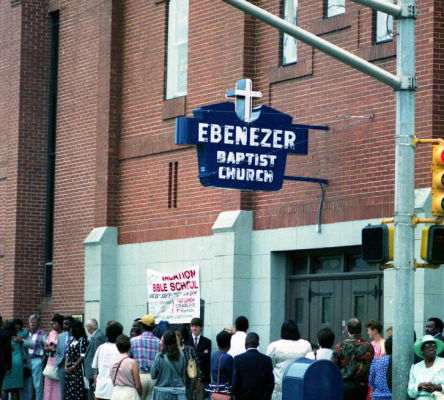 EBENEZER
BAPTIST
CHURCH
VACATION
BIBLE SCHOOL